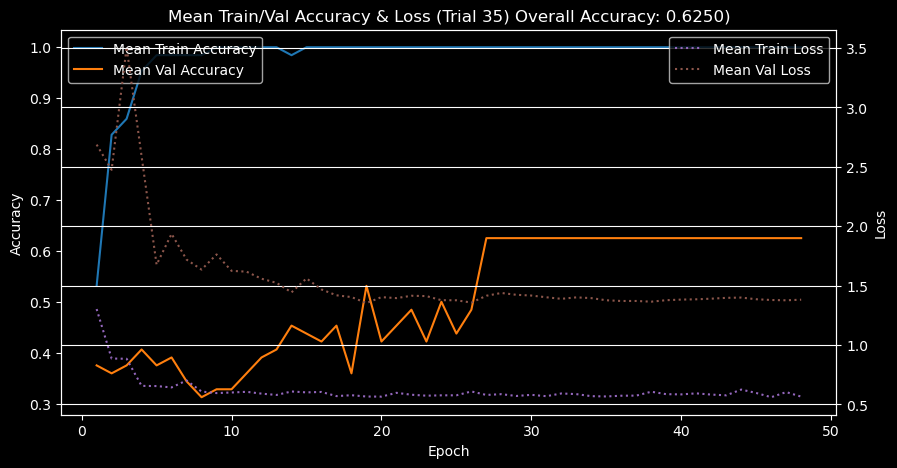 Mean Train/Val Accuracy & Loss (Trial 35) Overall Accuracy: 0.6250)
Mean Train Accuracy
Mean Val Accuracy
Mean Train Loss
Mean Val Loss
1.0
0.9
0.8
0.7
0.6
0.5
0.4
0.3
Accuracy
3.5
3.0
2.5
2.0
1.5
1.0
0.5
Loss
0 10 20 30 40 50
Epoch